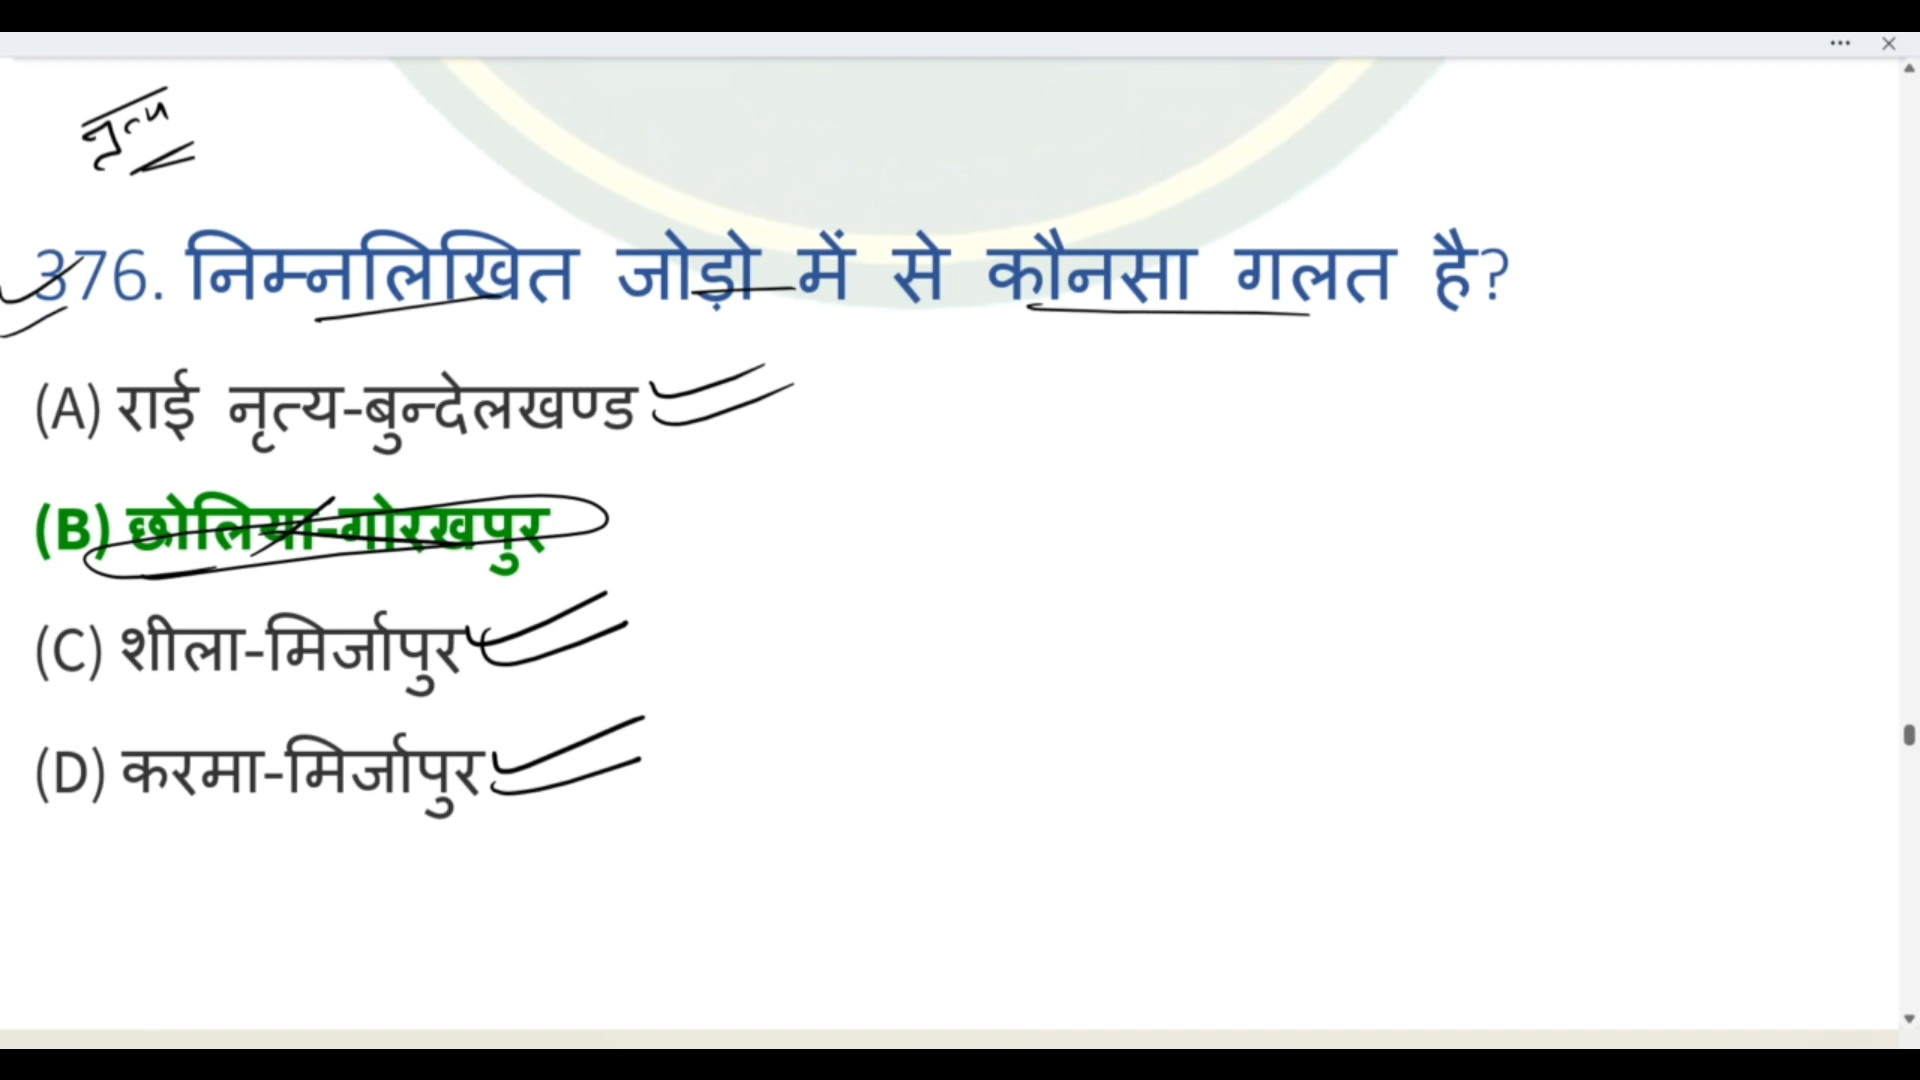 नृत्य
376. निम्नलिखित जोड़ो में से कौनसा गलत है?
(A) राई नृत्य-बुन्देलखण्ड
(B) छोलिया-गोरखपुर
(C) शीला-मिर्जापुर
(D) करमा-मिर्जापुर